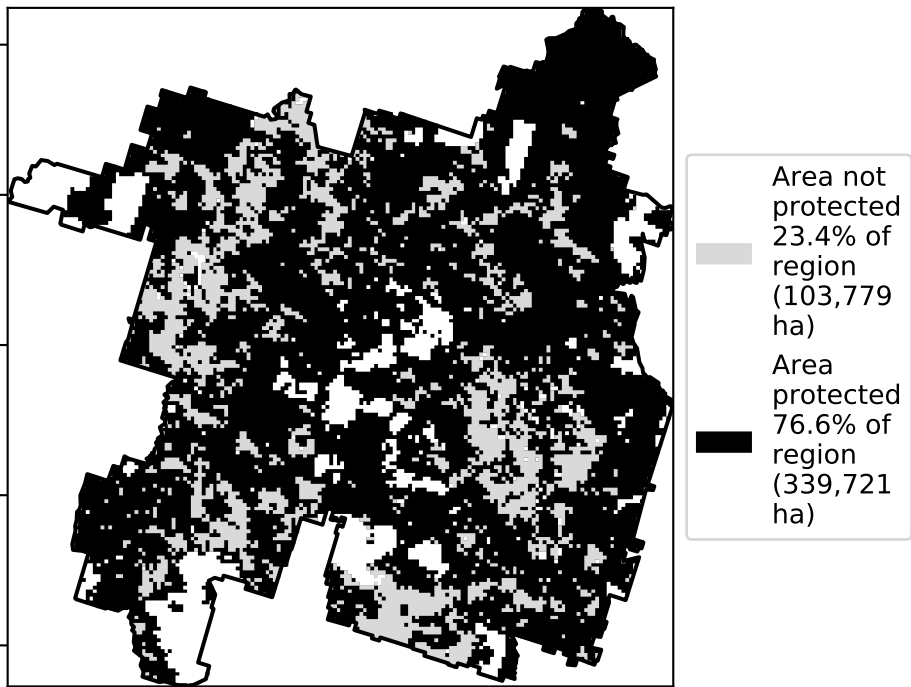 Area not
protected
23.4% of
region
(103,779
ha)
Area
protected
76.6% of
region
(339,721
ha)